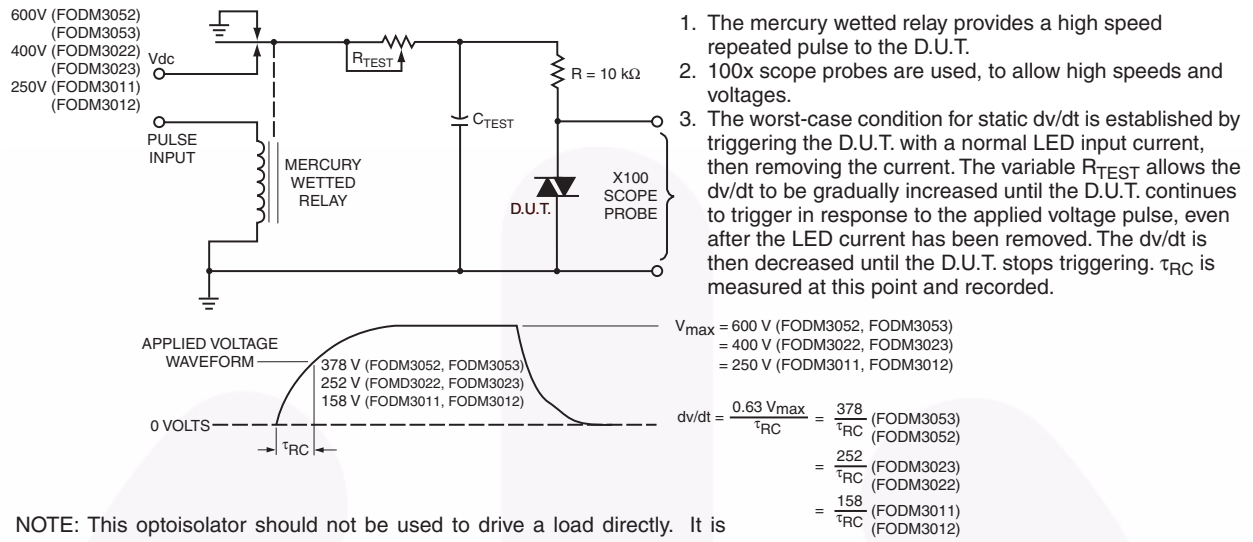 600V (FODM3052)
(FODM3053)
400V (FODM3022)
(FODM3023)
250V (FODM3011)
(FODM3012)
Vdc
PULSE
INPUT
MERCURY
WETTED
RELAY
RTEST
CTEST
R = 10 kΩ
D.U.T.
X100
SCOPE
PROBE
1. The mercury wetted relay provides a high speed
repeated pulse to the D.U.T.
2. 100x scope probes are used, to allow high speeds and
voltages.
3. The worst-case condition for static dv/dt is established by
triggering the D.U.T. with a normal LED input current,
then removing the current. The variable RTEST allows the
dv/dt to be gradually increased until the D.U.T. continues
to trigger in response to the applied voltage pulse, even
after the LED current has been removed. The dv/dt is
then decreased until the D.U.T. stops triggering. τRC is
measured at this point and recorded.
APPLIED VOLTAGE
WAVEFORM
378 V (FODM3052, FODM3053)
252 V (FOMD3022, FODM3023)
158 V (FODM3011, FODM3012)
0 VOLTS
τRC
Vmax = 600 V (FODM3052, FODM3053)
= 400 V (FODM3022, FODM3023)
= 250 V (FODM3011, FODM3012)
dv/dt = 0.63 Vmax / τRC = 378 / τRC (FODM3053)
(FODM3052)
= 252 / τRC (FODM3023)
(FODM3022)
= 158 / τRC (FODM3011)
(FODM3012)
NOTE: This optoisolator should not be used to drive a load directly. It is